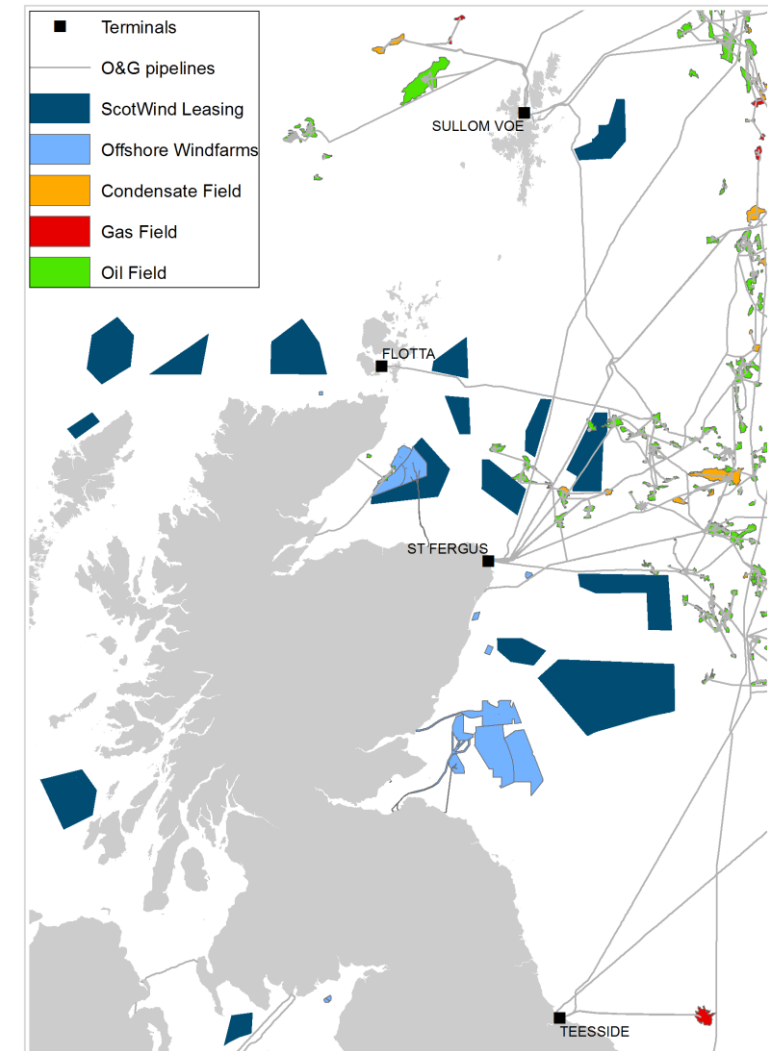 Terminals
O&G pipelines
ScotWind Leasing
Offshore Windfarms
Condensate Field
Gas Field
Oil Field
SULLOM VOE
FLOTTA
ST FERGUS
TEESSIDE